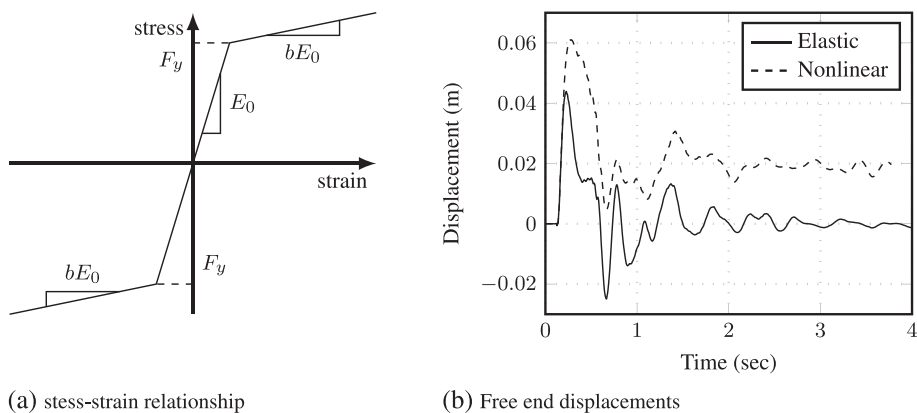 stress
F_y
bE_0
E_0
strain
F_y
bE_0
(a) stess-strain relationship
Elastic
Nonlinear
Displacement (m)
0.06
0.04
0.02
0
−0.02
0 1 2 3 4
Time (sec)
(b) Free end displacements